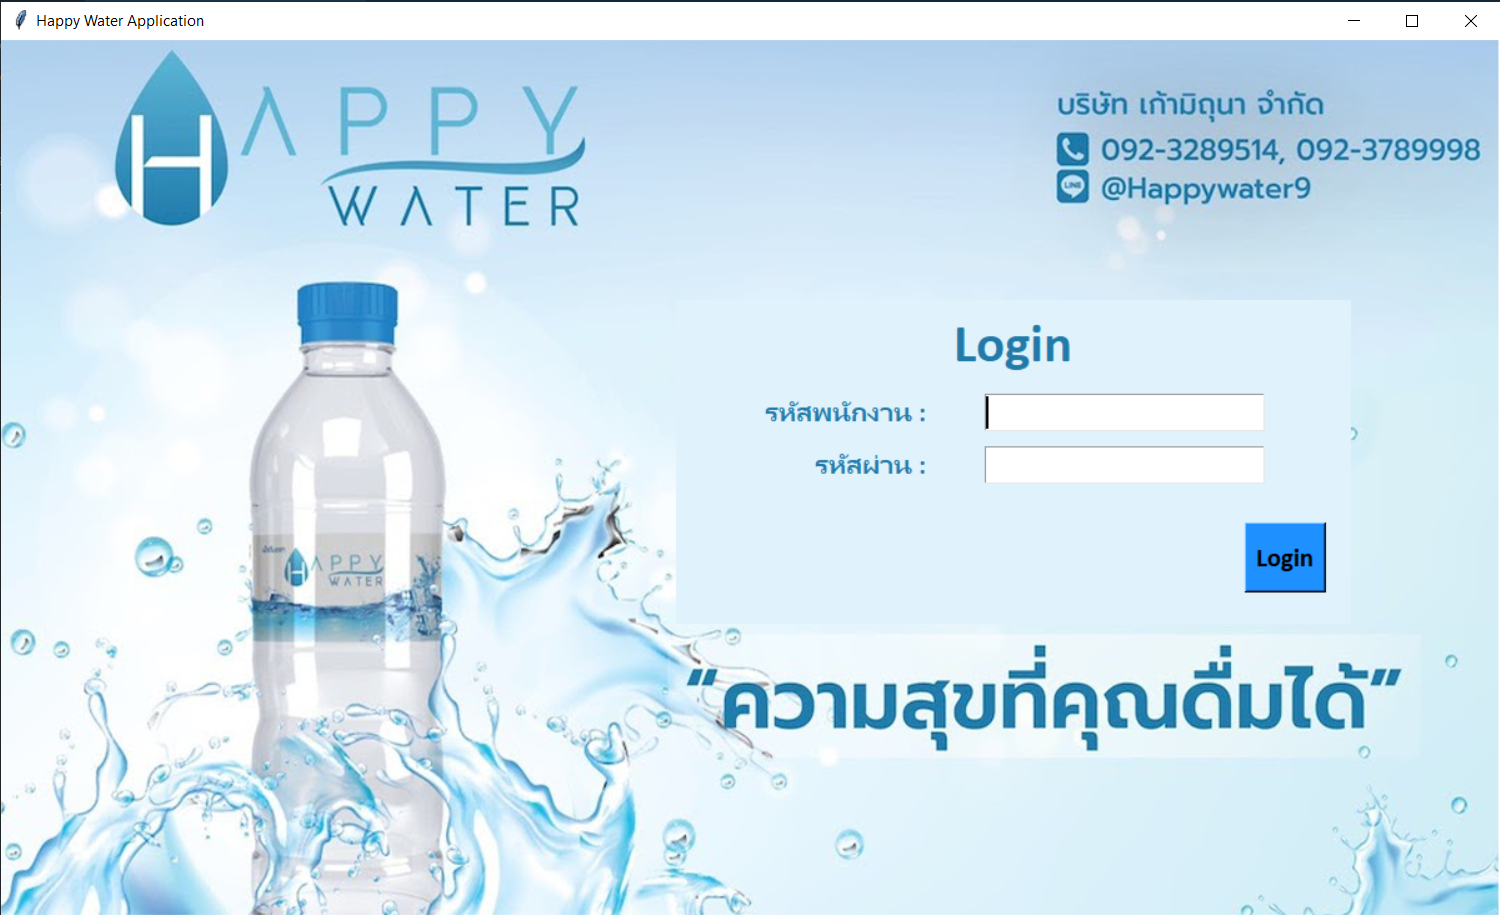 Happy Water Application
HAPPY
WATER
บริษัท เก้ามิถุนา จำกัด
092-3289514, 092-3789998
LINE
@Happywater9
Login
รหัสพนักงาน :
รหัสผ่าน :
Login
HAPPY
WATER
“ความสุขที่คุณดื่มได้”